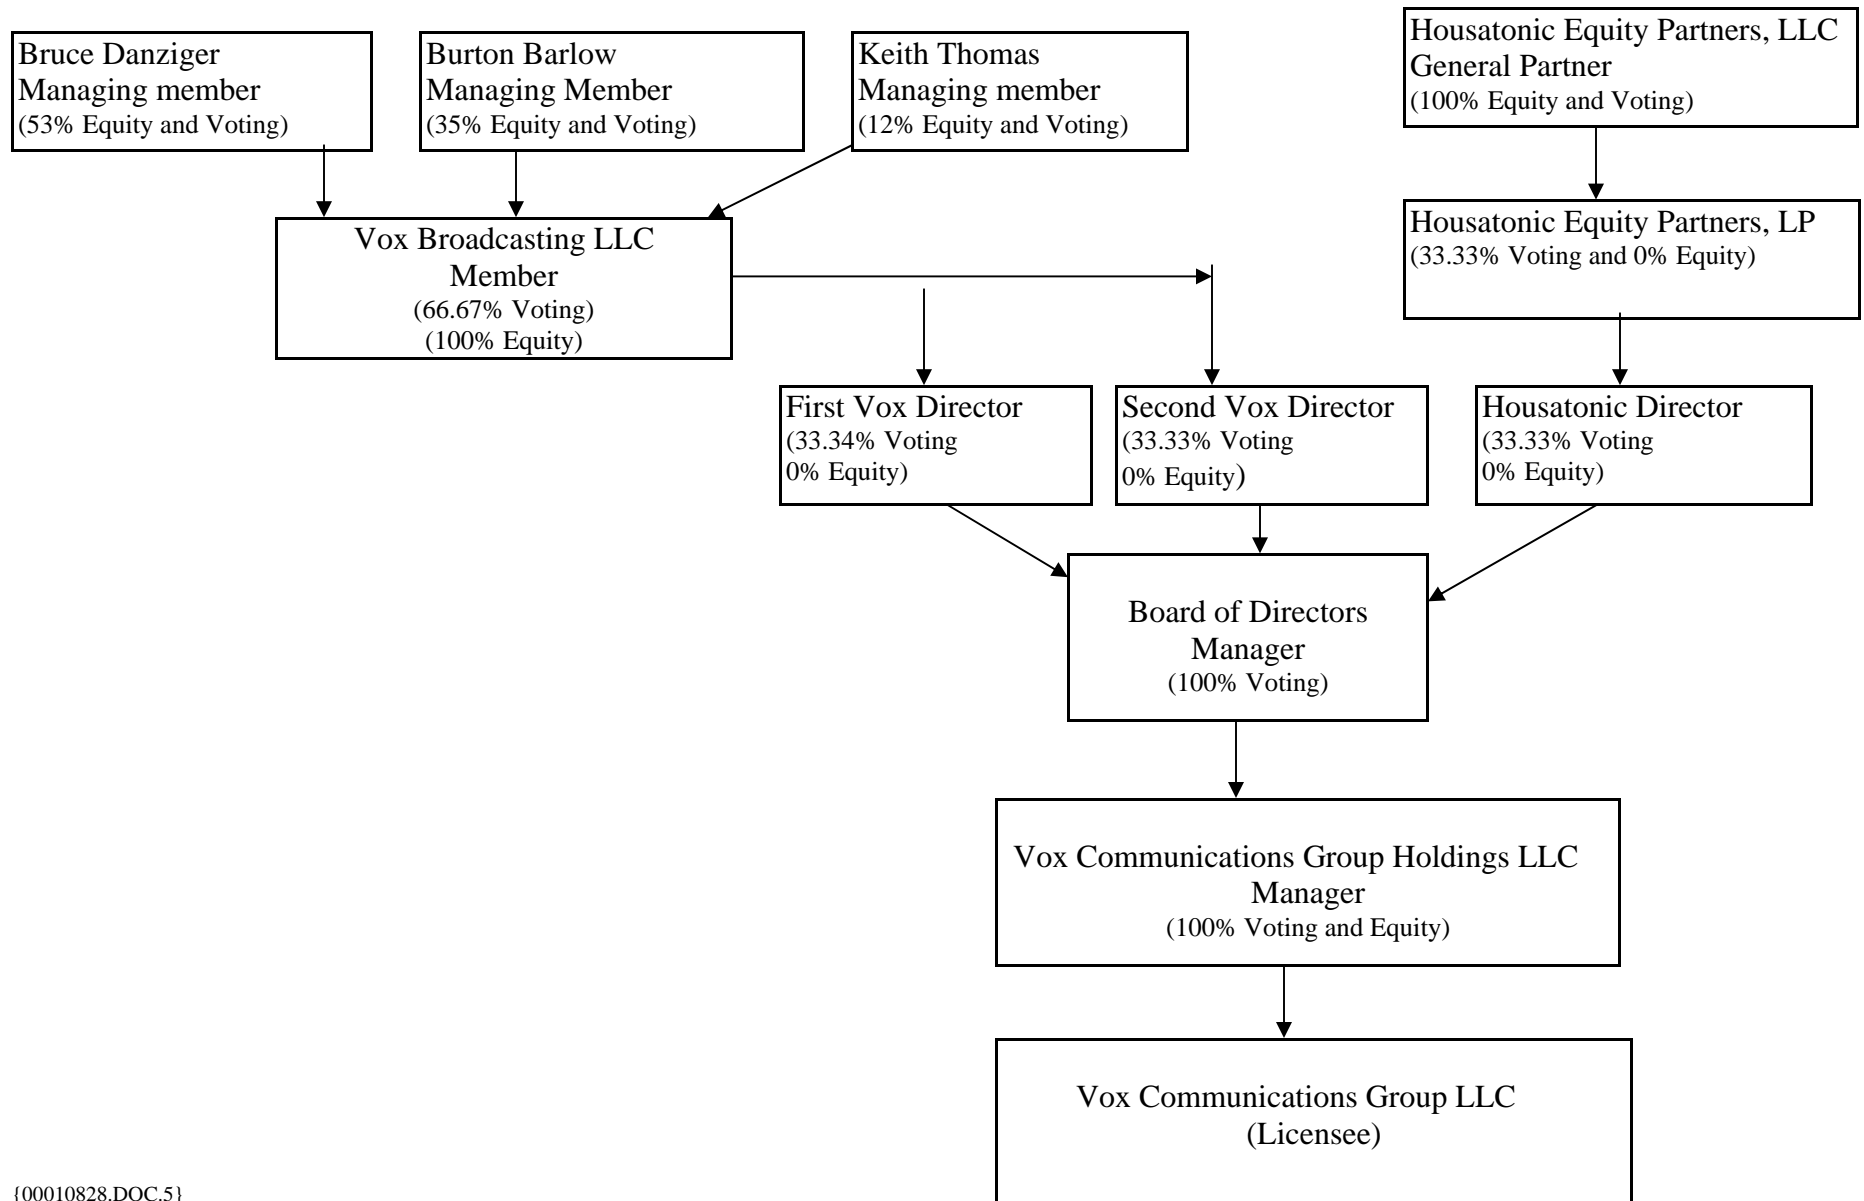 Bruce Danziger
Managing member
(53% Equity and Voting)
Burton Barlow
Managing Member
(35% Equity and Voting)
Keith Thomas
Managing member
(12% Equity and Voting)
Housatonic Equity Partners, LLC
General Partner
(100% Equity and Voting)
Vox Broadcasting LLC
Member
(66.67% Voting)
(100% Equity)
Housatonic Equity Partners, LP
(33.33% Voting and 0% Equity)
First Vox Director
(33.34% Voting
0% Equity)
Second Vox Director
(33.33% Voting
0% Equity)
Housatonic Director
(33.33% Voting
0% Equity)
Board of Directors
Manager
(100% Voting)
Vox Communications Group Holdings LLC
Manager
(100% Voting and Equity)
Vox Communications Group LLC
(Licensee)
{00010828.DOC.5}